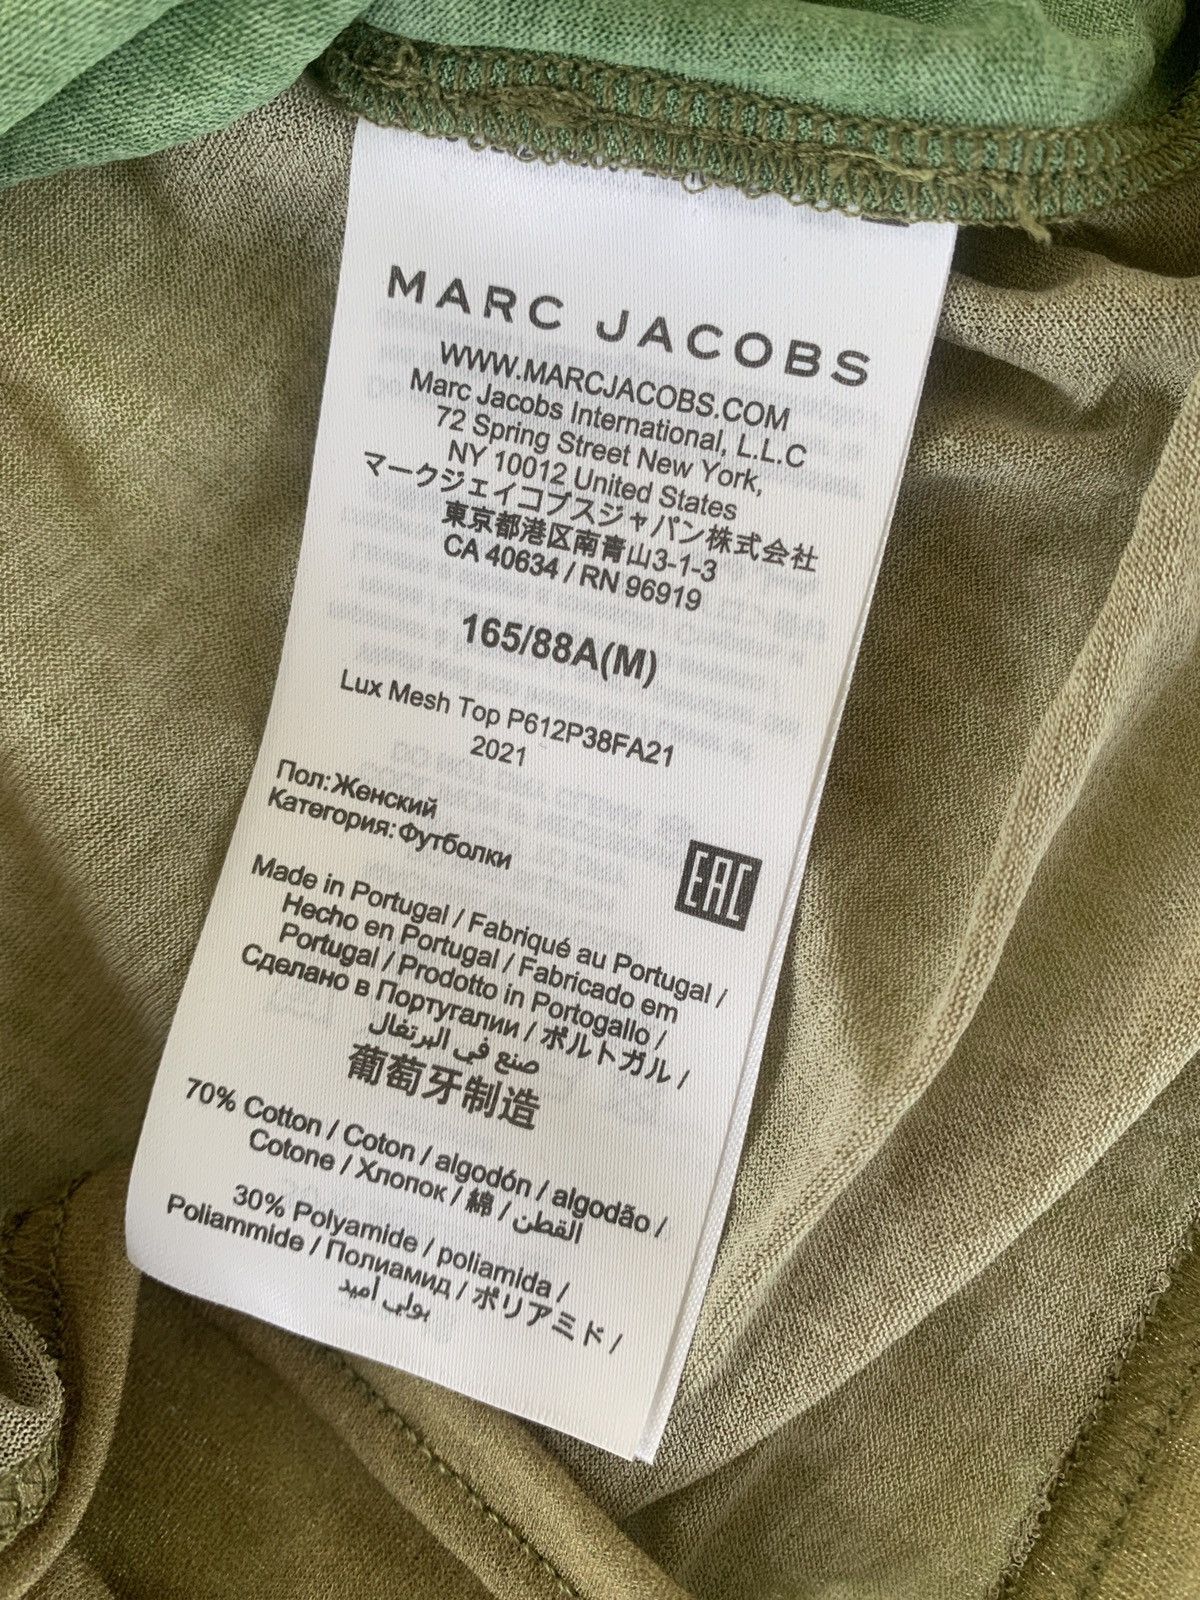 MARC JACOBS
WWW.MARCJACOBS.COM
Marc Jacobs International, L.L.C
72 Spring Street New York,
NY 10012 United States
マークジェイコブスジャパン株式会社
東京都港区南青山3-1-3
CA 40634 / RN 96919
165/88A(M)
Lux Mesh Top P612P38FA21
2021
Пол:Женский
Категория:Футболки
EAC
Made in Portugal / Fabriqué au Portugal /
Hecho en Portugal / Fabricado em
Portugal / Prodotto in Portogallo /
Сделано в Португалии / ポルトガル /
صنع في البرتغال
葡萄牙制造
70% Cotton / Coton / algodón / algodão /
Cotone / Хлопок / 綿 / القطن
30% Polyamide / poliamida /
Poliammide / Полиамид / ポリアミド /
بولي أميد